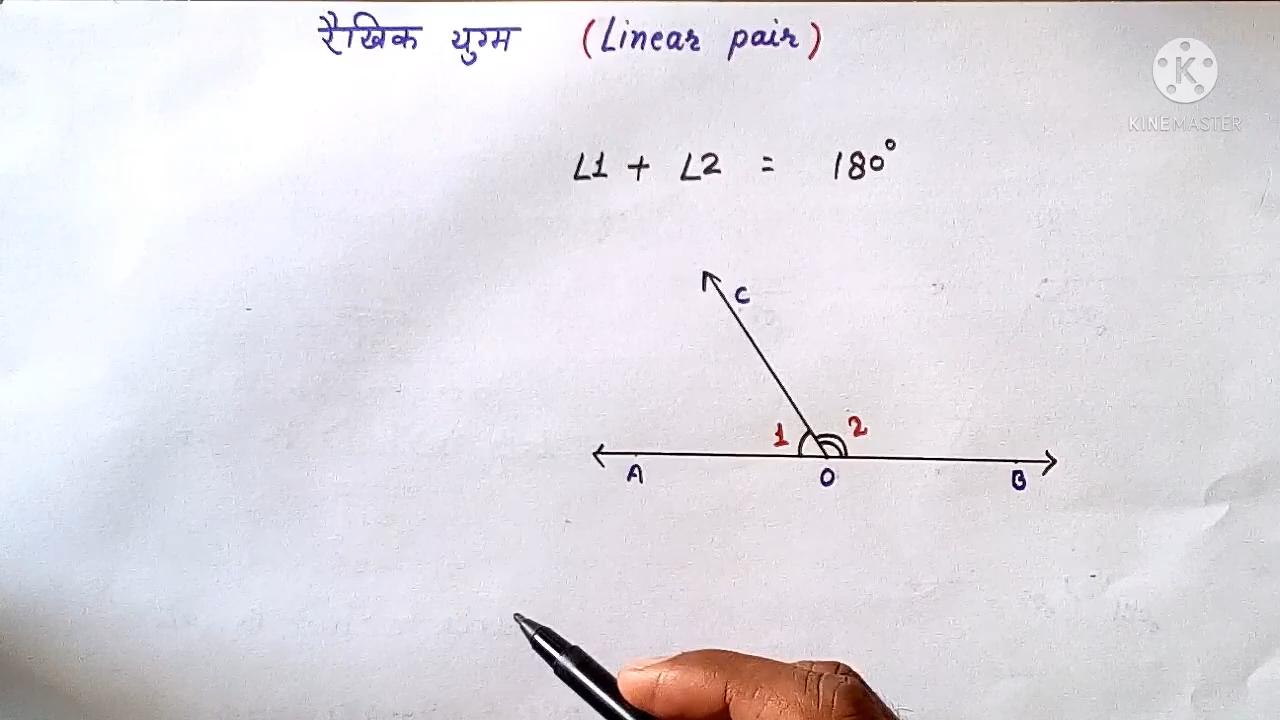 रैखिक युग्म (Linear pair)
K
KINEMASTER
∠1 + ∠2 = 180°
C
1 2
A O B